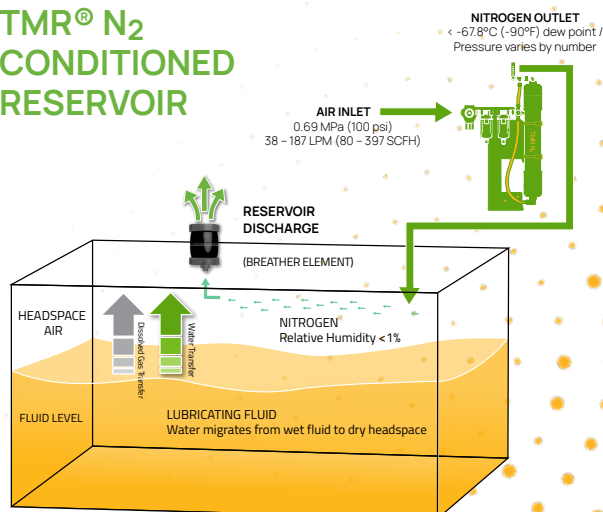 TMR® N2
CONDITIONED
RESERVOIR
NITROGEN OUTLET
< -67.8°C (-90°F) dew point /
Pressure varies by number
AIR INLET
0.69 MPa (100 psi)
38 – 187 LPM (80 – 397 SCFH)
TMR N2
RESERVOIR
DISCHARGE
(BREATHER ELEMENT)
HEADSPACE
AIR
Dissolved Gas Transfer
Water Transfer
NITROGEN
Relative Humidity <1%
FLUID LEVEL
LUBRICATING FLUID
Water migrates from wet fluid to dry headspace